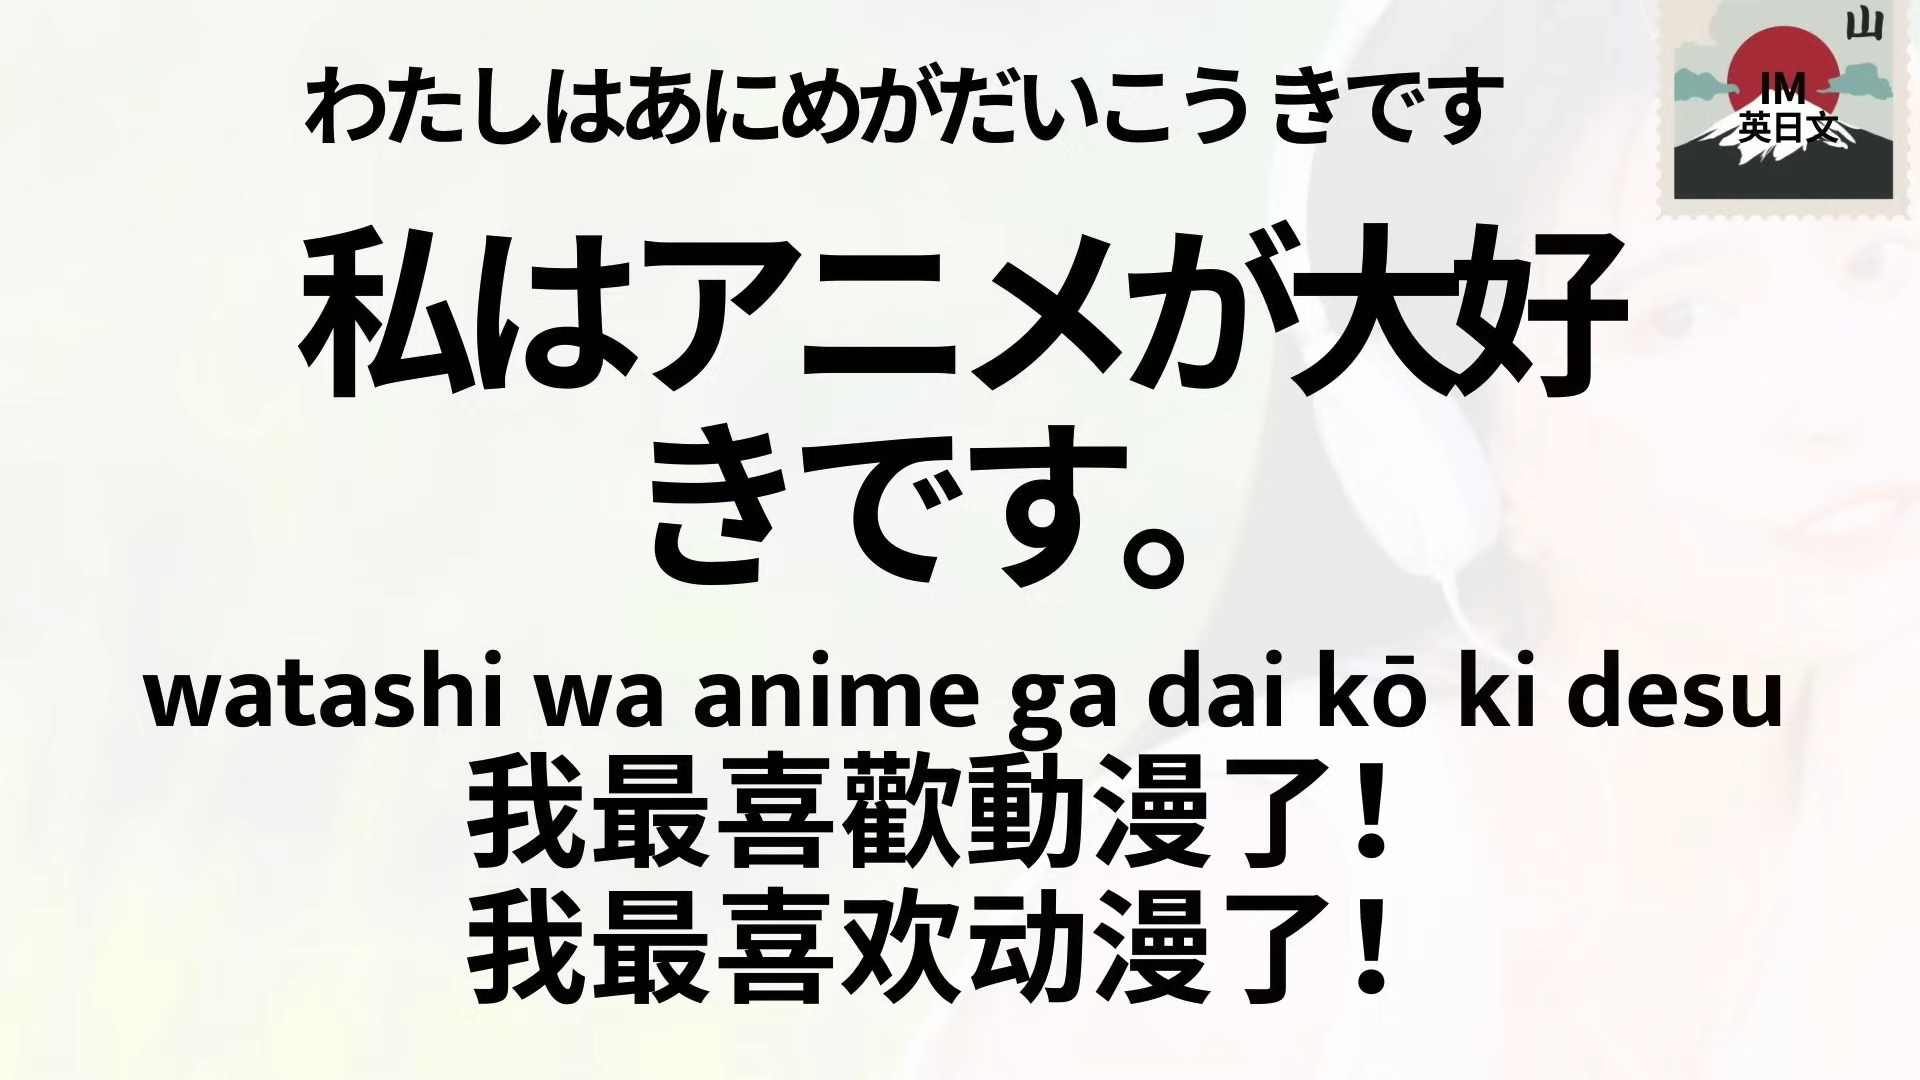 山
IM
英日文
わたしはあにめがだいこう きです
私はアニメが大好
きです。
watashi wa anime ga dai kō ki desu
我最喜歡動漫了！
我最喜欢动漫了！